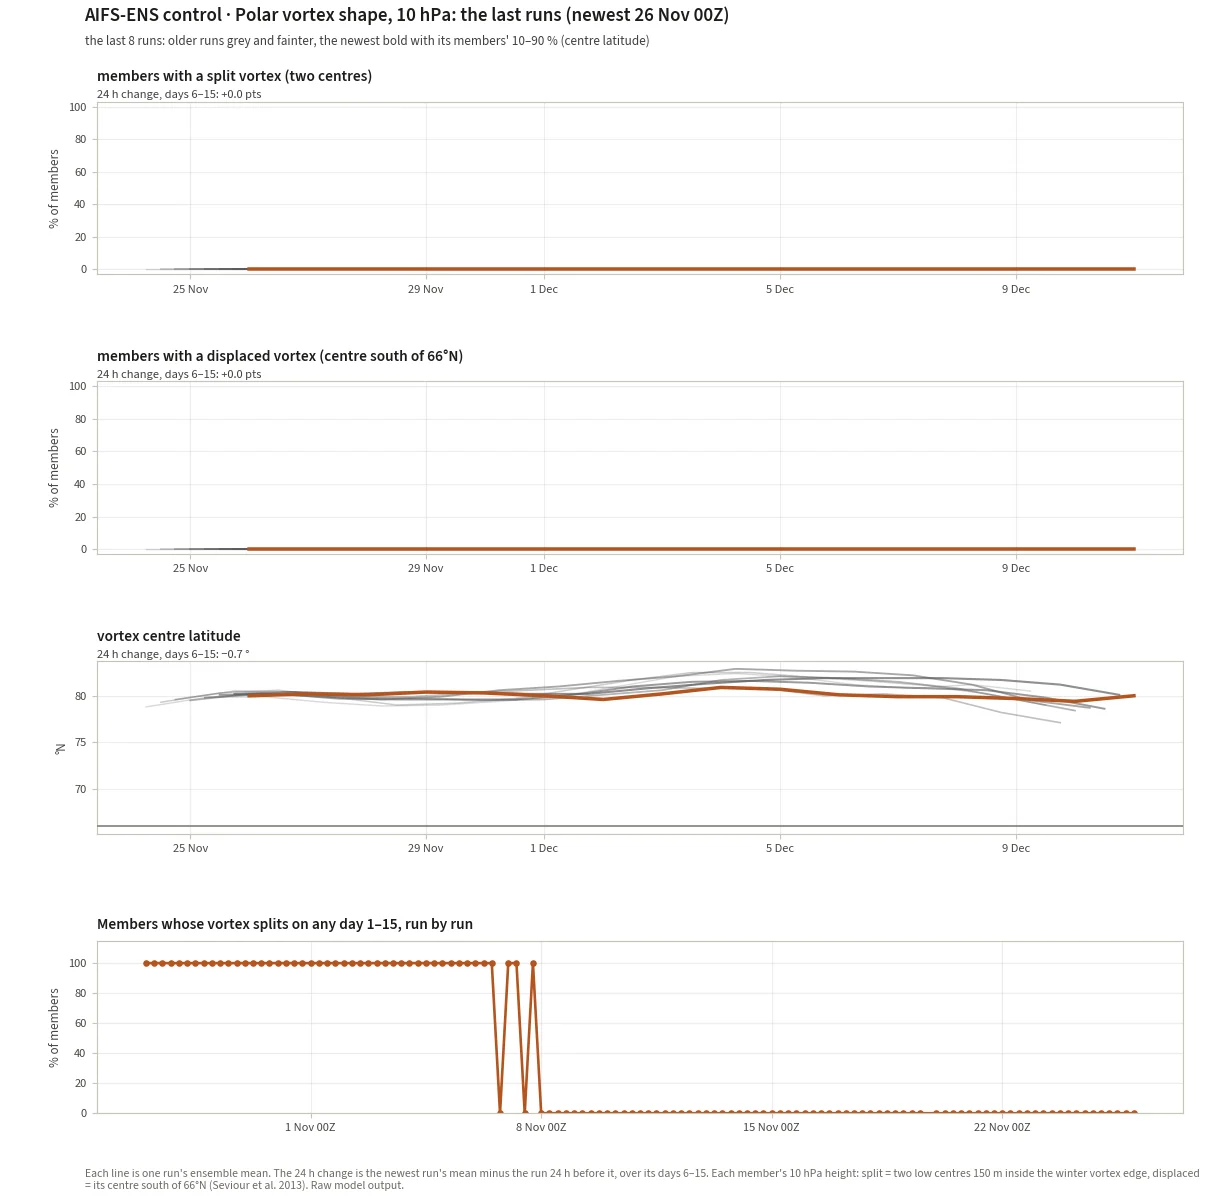 AIFS-ENS control · Polar vortex shape, 10 hPa: the last runs (newest 26 Nov 00Z)
the last 8 runs: older runs grey and fainter, the newest bold with its members' 10–90 % (centre latitude)
members with a split vortex (two centres)
24 h change, days 6–15: +0.0 pts
100
80
60
40
20
0
% of members
25 Nov
29 Nov
1 Dec
5 Dec
9 Dec
members with a displaced vortex (centre south of 66°N)
24 h change, days 6–15: +0.0 pts
100
80
60
40
20
0
% of members
25 Nov
29 Nov
1 Dec
5 Dec
9 Dec
vortex centre latitude
24 h change, days 6–15: −0.7 °
80
75
70
°N
25 Nov
29 Nov
1 Dec
5 Dec
9 Dec
Members whose vortex splits on any day 1–15, run by run
100
80
60
40
20
0
% of members
1 Nov 00Z
8 Nov 00Z
15 Nov 00Z
22 Nov 00Z
Each line is one run's ensemble mean. The 24 h change is the newest run's mean minus the run 24 h before it, over its days 6–15. Each member's 10 hPa height: split = two low centres 150 m inside the winter vortex edge, displaced
= its centre south of 66°N (Seviour et al. 2013). Raw model output.